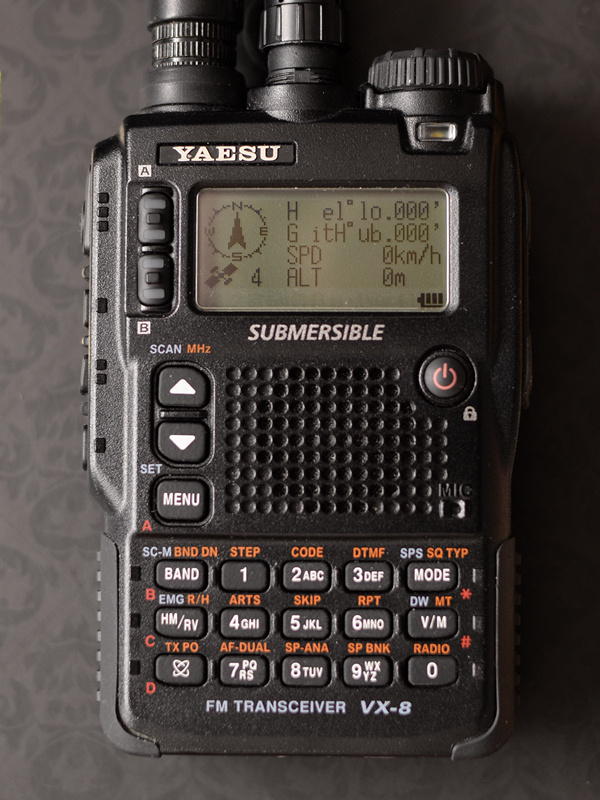 YAESU
A
N
W E
S
H el°lo.000'
G itH°ub.000'
SPD 0km/h
4 ALT 0m
B
SUBMERSIBLE
SCAN MHz
SET
MENU
MIC
A
SC-M BND DN STEP CODE DTMF SPS SQ TYP
BAND 1 2ABC 3DEF MODE
B EMG R/H ARTS SKIP RPT DW MT *
HM/RV 4GHI 5JKL 6MNO V/M
C TX PO AF-DUAL SP-ANA SP BNK RADIO #
7PQRS 8TUV 9WXYZ 0
D
FM TRANSCEIVER VX-8